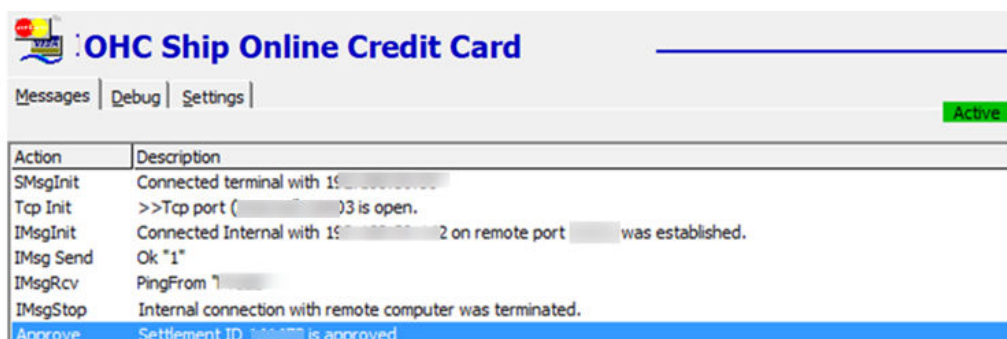 OHC Ship Online Credit Card
Messages Debug Settings
Active
Action Description
SMsgInit Connected terminal with
Tcp Init >>Tcp port ( 03 is open.
IMsgInit Connected Internal with 2 on remote port was established.
IMsg Send Ok "1"
IMsgRcv PingFrom "
IMsgStop Internal connection with remote computer was terminated.
Approve Settlement ID is approved